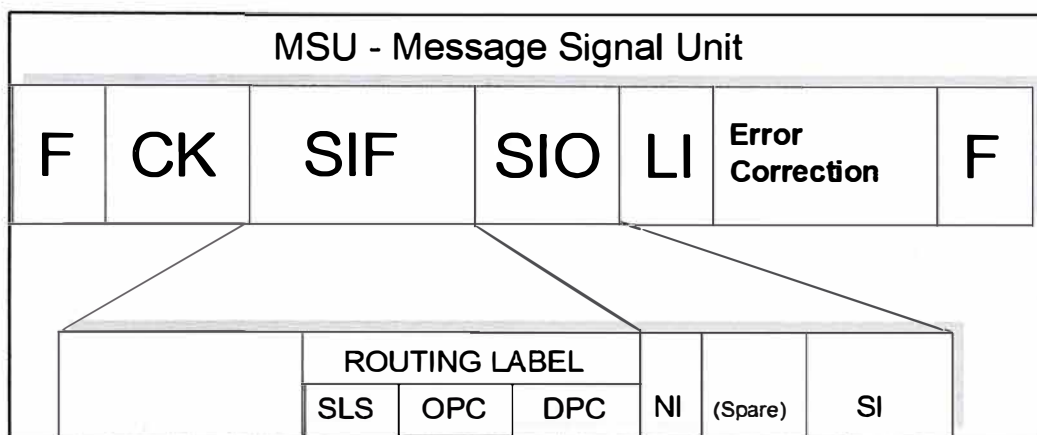 MSU - Message Signal Unit
F CK SIF SIO LI Error Correction F
ROUTING LABEL
SLS OPC DPC NI (Spare) SI